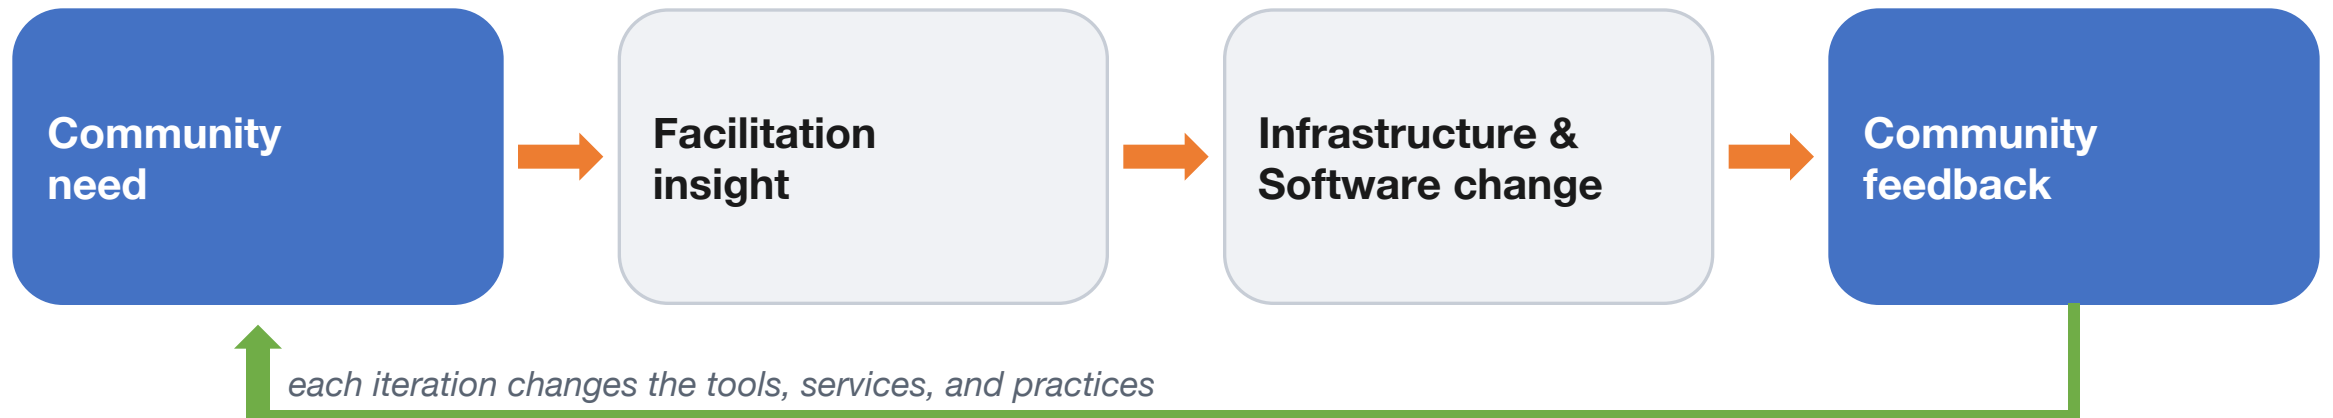 Community
need
Facilitation
insight
Infrastructure &
Software change
Community
feedback
each iteration changes the tools, services, and practices